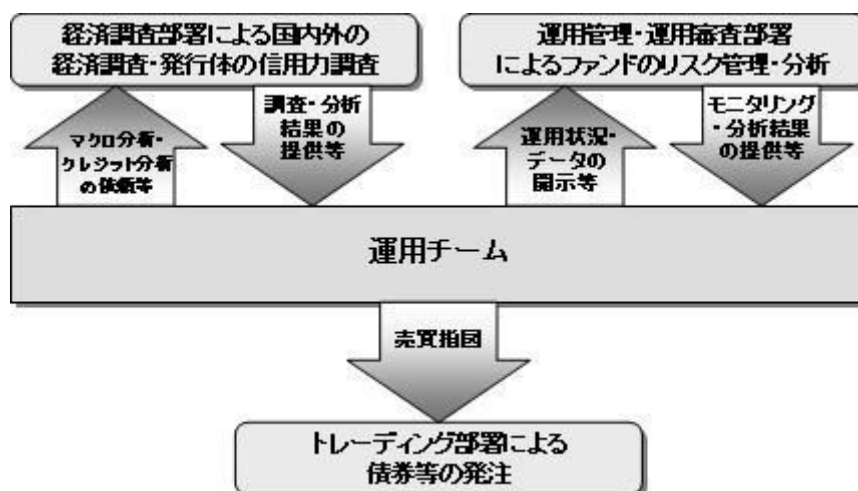 経済調査部署による国内外の
経済調査・発行体の信用力調査
運用管理・運用審査部署
によるファンドのリスク管理・分析
マクロ分析・
クレジット分析
の依頼等
調査・分析
結果の
提供等
運用状況・
データの
開示等
モニタリング
・分析結果
の提供等
運用チーム
売買指図
トレーディング部署による
債券等の発注